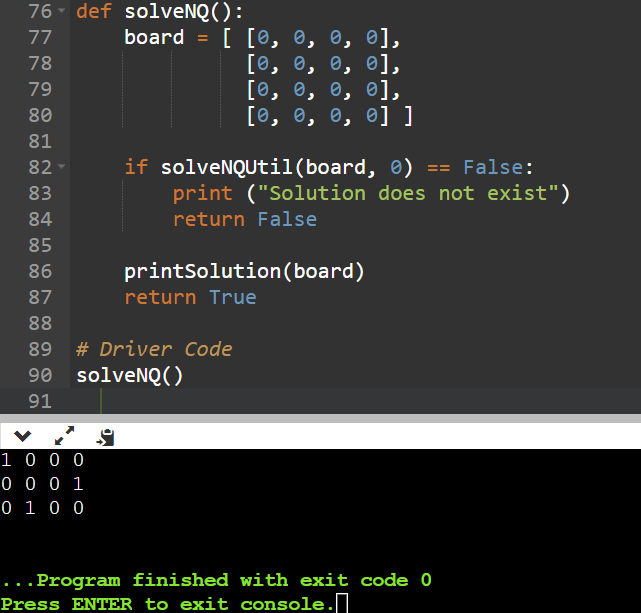 76 def solveNQ():
77     board = [ [0, 0, 0, 0],
78               [0, 0, 0, 0],
79               [0, 0, 0, 0],
80               [0, 0, 0, 0] ]
81
82     if solveNQUtil(board, 0) == False:
83         print ("Solution does not exist")
84         return False
85
86     printSolution(board)
87     return True
88
89 # Driver Code
90 solveNQ()
91
1 0 0 0
0 0 0 1
0 1 0 0
...Program finished with exit code 0
Press ENTER to exit console.